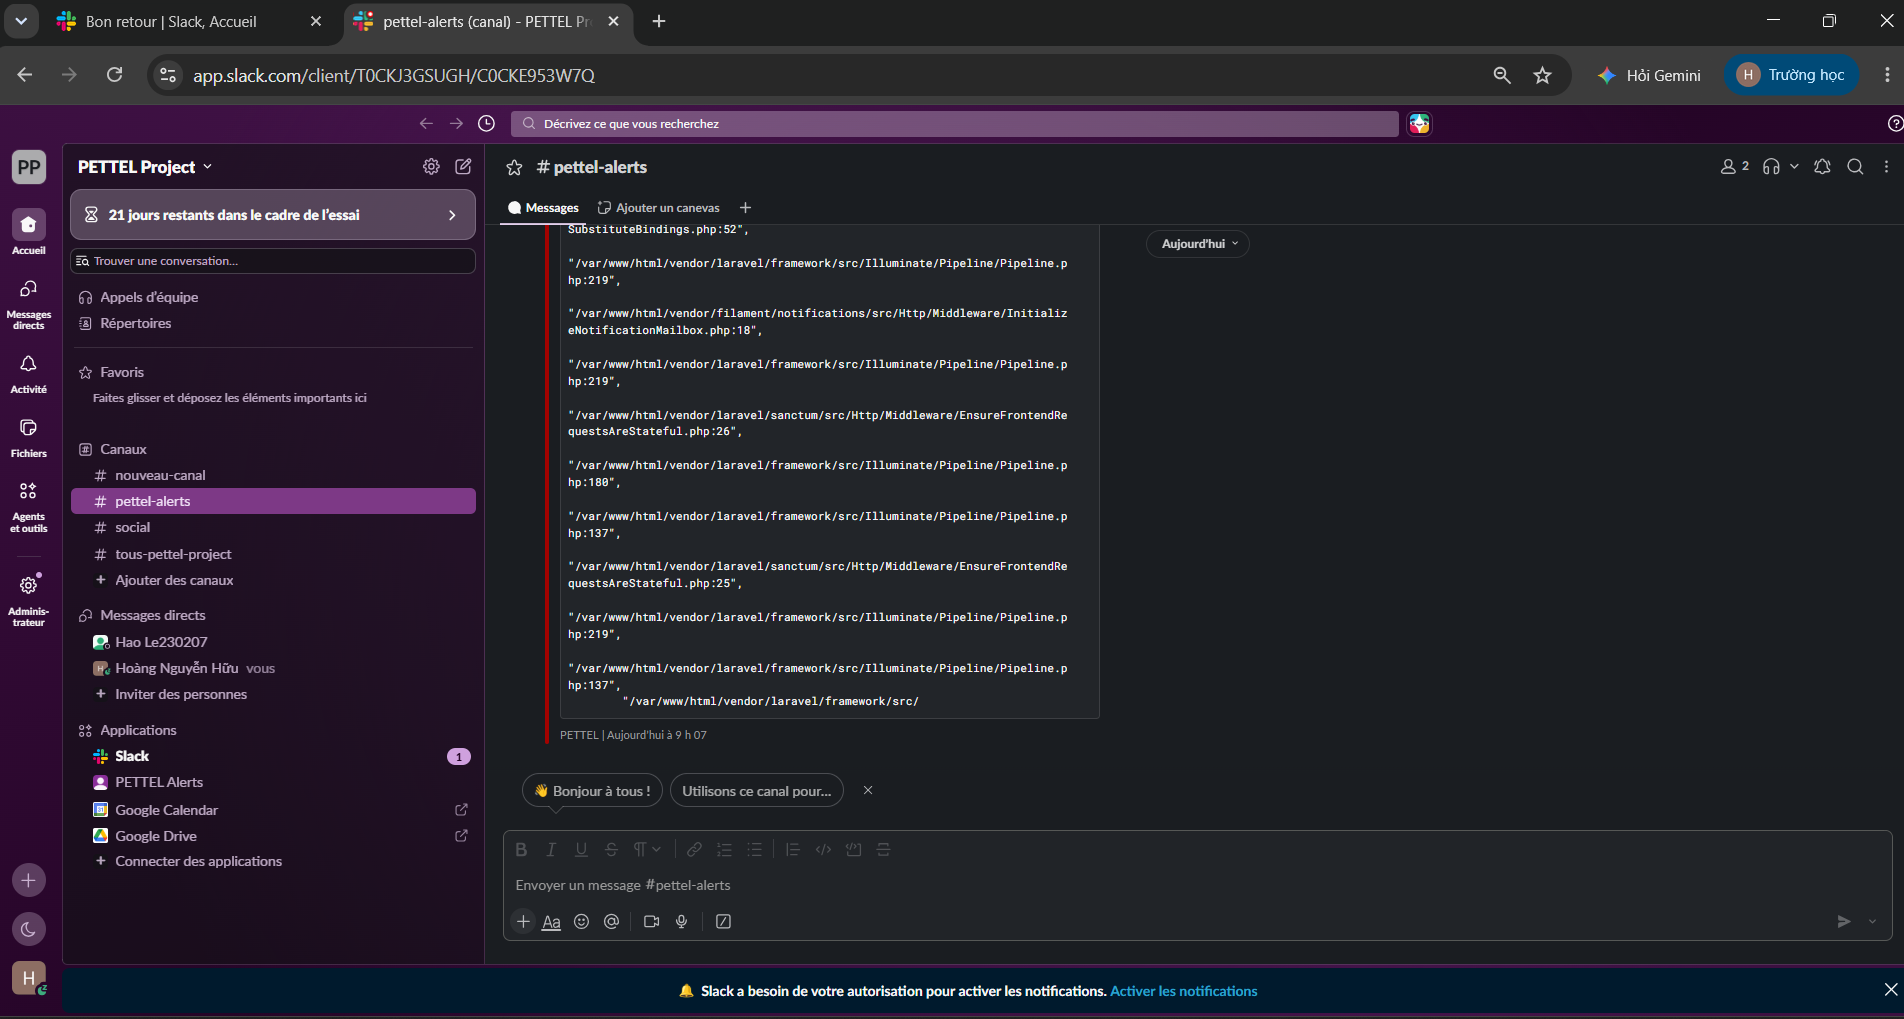 Bon retour | Slack, Accueil
pettel-alerts (canal) - PETTEL Pr
app.slack.com/client/T0CKJ3GSUGH/C0CKE953W7Q
Hỏi Gemini
H
Trường học
Décrivez ce que vous recherchez
PP
PETTEL Project
# pettel-alerts
2
21 jours restants dans le cadre de l'essai
Messages
Ajouter un canevas
Accueil
Trouver une conversation...
Messages directs
Appels d'équipe
Répertoires
Activité
Favoris
Faites glisser et déposez les éléments importants ici
Fichiers
Canaux
# nouveau-canal
# pettel-alerts
# social
# tous-pettel-project
+ Ajouter des canaux
Agents et outils
Adminis-
trateur
Messages directs
Hao Le230207
Hoàng Nguyễn Hữu vous
+ Inviter des personnes
Applications
Slack
1
PETTEL Alerts
Google Calendar
Google Drive
+ Connecter des applications
H
Aujourd'hui
SubstituteBindings.php:52",
"/var/www/html/vendor/laravel/framework/src/Illuminate/Pipeline/Pipeline.p
hp:219",
"/var/www/html/vendor/filament/notifications/src/Http/Middleware/Initializ
eNotificationMailbox.php:18",
"/var/www/html/vendor/laravel/framework/src/Illuminate/Pipeline/Pipeline.p
hp:219",
"/var/www/html/vendor/laravel/sanctum/src/Http/Middleware/EnsureFrontendRe
questsAreStateful.php:26",
"/var/www/html/vendor/laravel/framework/src/Illuminate/Pipeline/Pipeline.p
hp:180",
"/var/www/html/vendor/laravel/framework/src/Illuminate/Pipeline/Pipeline.p
hp:137",
"/var/www/html/vendor/laravel/sanctum/src/Http/Middleware/EnsureFrontendRe
questsAreStateful.php:25",
"/var/www/html/vendor/laravel/framework/src/Illuminate/Pipeline/Pipeline.p
hp:219",
"/var/www/html/vendor/laravel/framework/src/Illuminate/Pipeline/Pipeline.p
hp:137",
"/var/www/html/vendor/laravel/framework/src/
PETTEL | Aujourd'hui à 9 h 07
👋 Bonjour à tous !
Utilisons ce canal pour...
Envoyer un message #pettel-alerts
Aa
🔔 Slack a besoin de votre autorisation pour activer les notifications. Activer les notifications